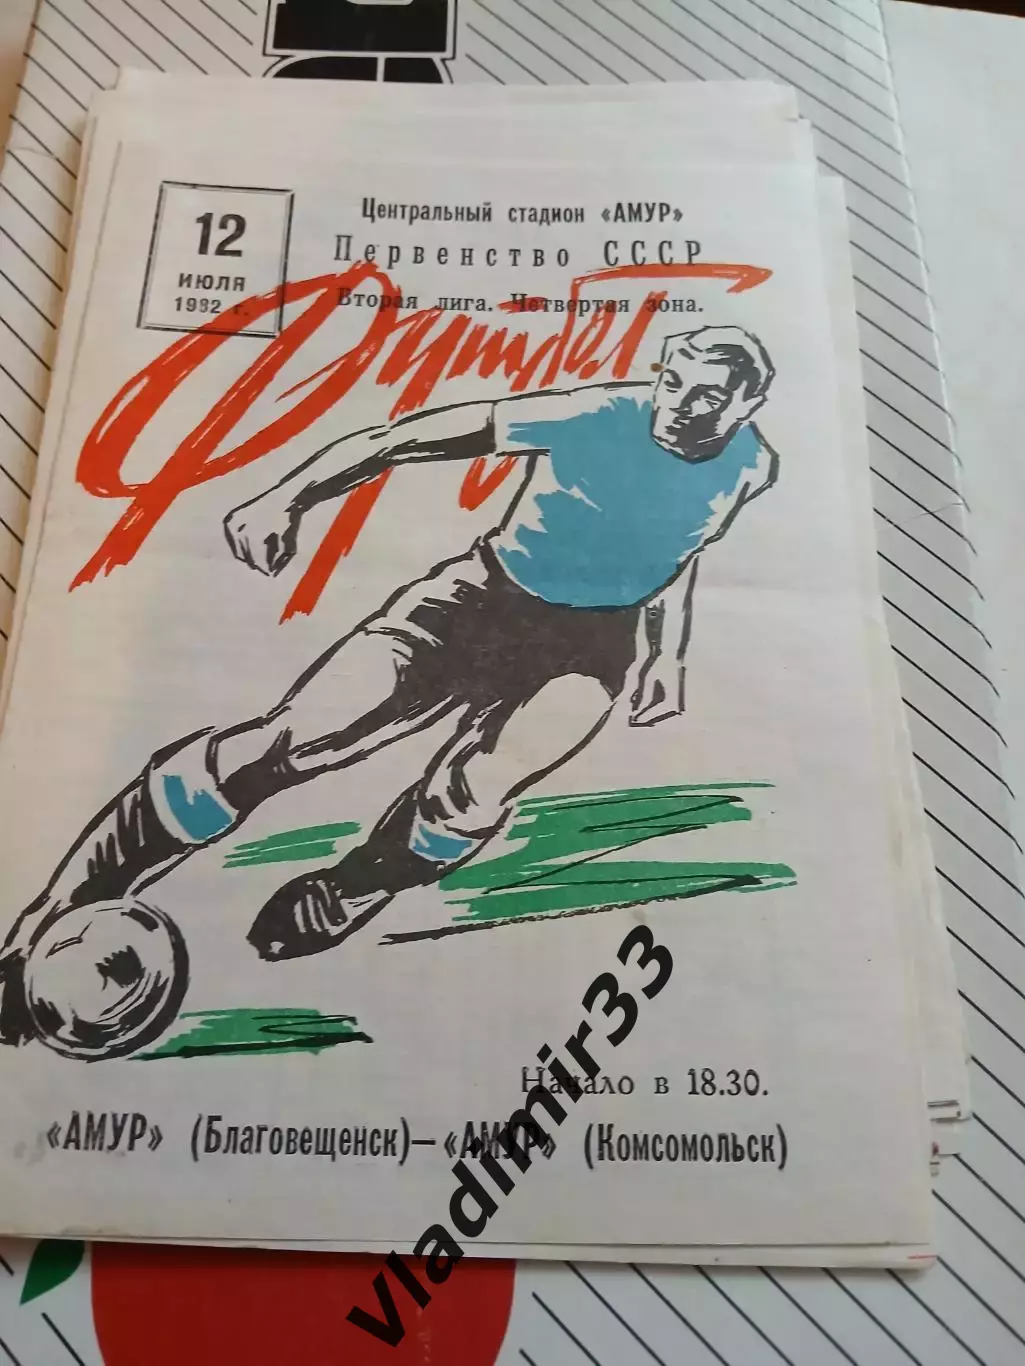 12
ИЮЛЯ
1982 г.
Центральный стадион «АМУР»
Первенство СССР
Вторая лига. Четвертая зона.
Футбол
Начало в 18.30.
«АМУР» (Благовещенск)— «АМУР» (Комсомольск)
vladimir33